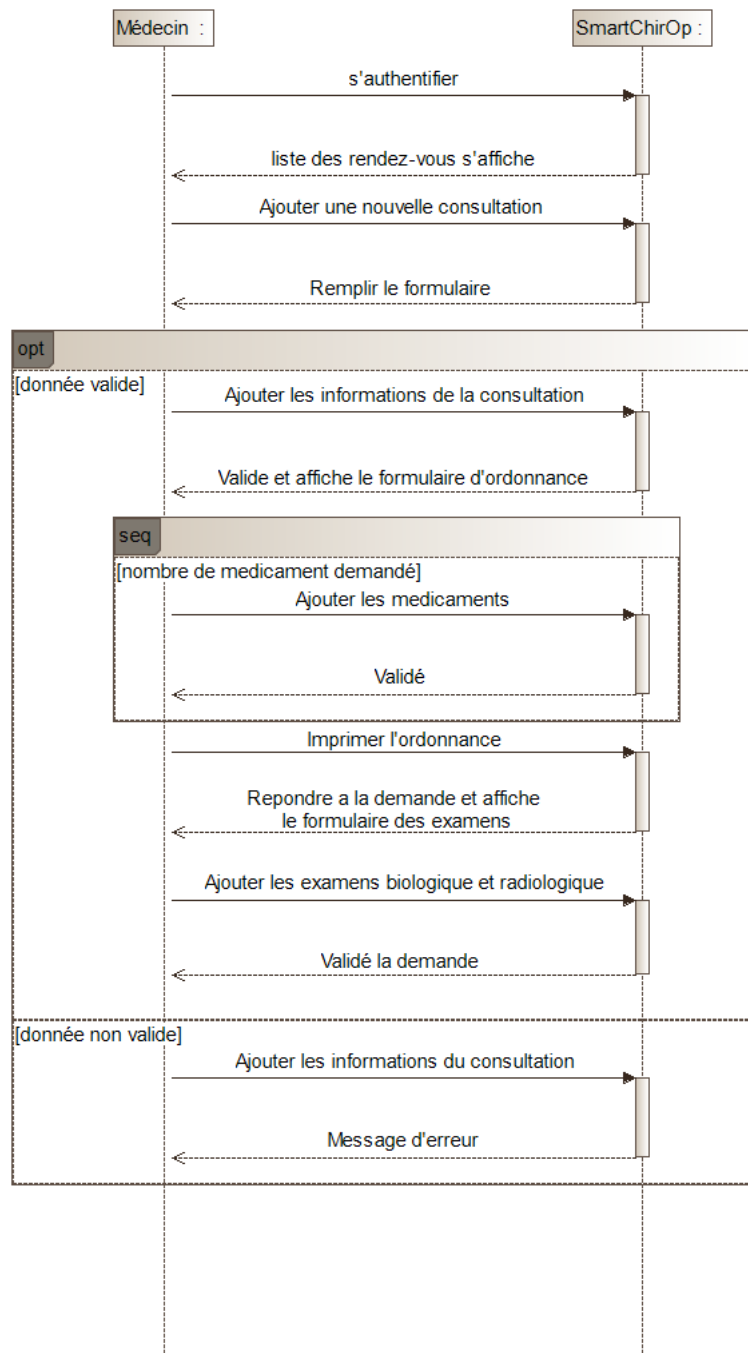 Médecin :
SmartChirOp :
s'authentifier
liste des rendez-vous s'affiche
Ajouter une nouvelle consultation
Remplir le formulaire
opt
[donnée valide]
Ajouter les informations de la consultation
Valide et affiche le formulaire d'ordonnance
seq
[nombre de medicament demandé]
Ajouter les medicaments
Validé
Imprimer l'ordonnance
Repondre a la demande et affiche
le formulaire des examens
Ajouter les examens biologique et radiologique
Validé la demande
[donnée non valide]
Ajouter les informations du consultation
Message d'erreur